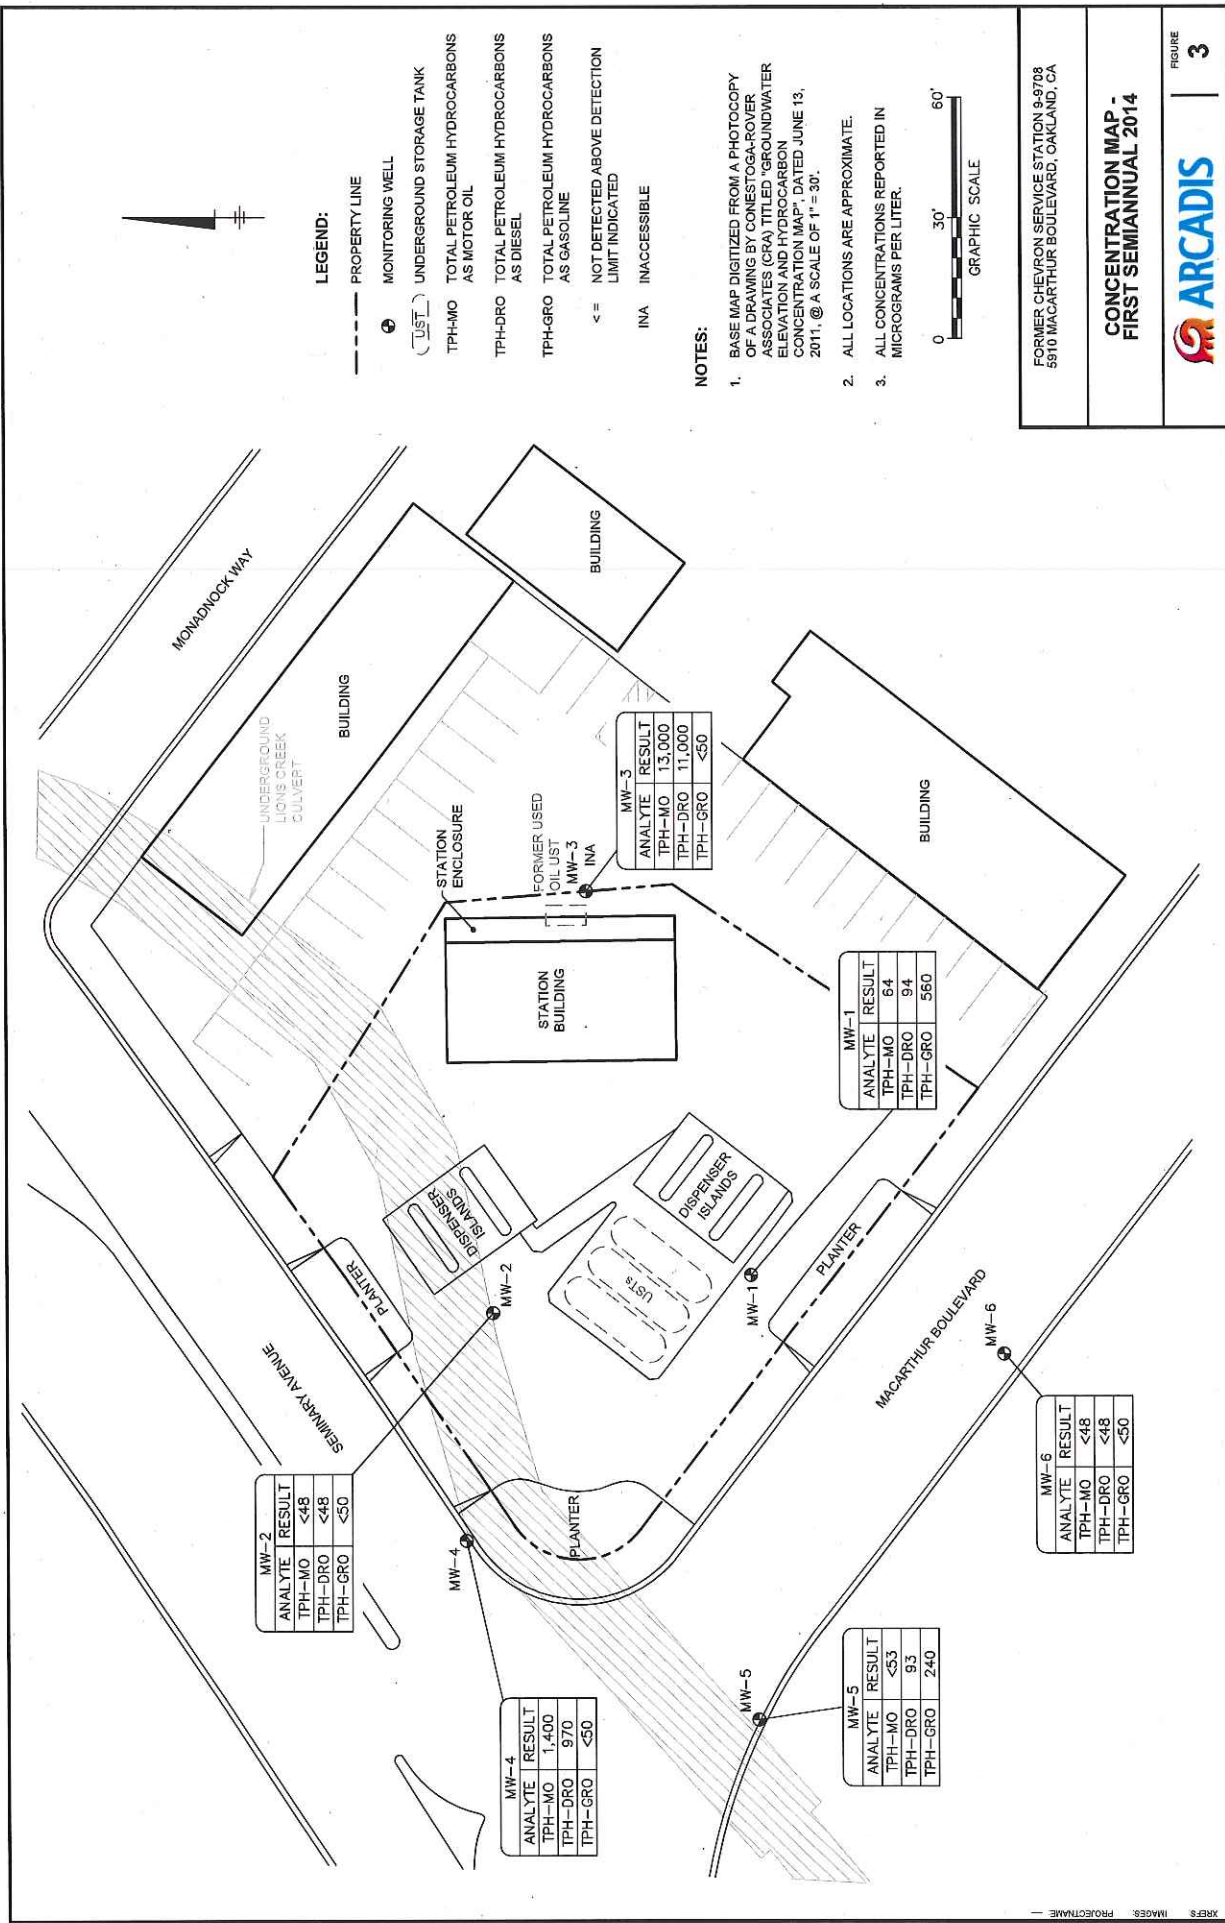 LEGEND:
PROPERTY LINE
MONITORING WELL
UST
UNDERGROUND STORAGE TANK
TPH-MO TOTAL PETROLEUM HYDROCARBONS
AS MOTOR OIL
TPH-DRO TOTAL PETROLEUM HYDROCARBONS
AS DIESEL
TPH-GRO TOTAL PETROLEUM HYDROCARBONS
AS GASOLINE
< = NOT DETECTED ABOVE DETECTION
LIMIT INDICATED
INA INACCESSIBLE
NOTES:
1. BASE MAP DIGITIZED FROM A PHOTOCOPY
OF A DRAWING BY CONESTOGA-ROVER
ASSOCIATES (CRA) TITLED "GROUNDWATER
ELEVATION AND HYDROCARBON
CONCENTRATION MAP", DATED JUNE 13,
2011, @ A SCALE OF 1" = 30'.
2. ALL LOCATIONS ARE APPROXIMATE.
3. ALL CONCENTRATIONS REPORTED IN
MICROGRAMS PER LITER.
0 30' 60'
GRAPHIC SCALE
FORMER CHEVRON SERVICE STATION 9-9708
5910 MACARTHUR BOULEVARD, OAKLAND, CA
CONCENTRATION MAP -
FIRST SEMIANNUAL 2014
ARCADIS
FIGURE
3
MONADNOCK WAY
UNDERGROUND
LIONS CREEK
CULVERT
BUILDING
BUILDING
BUILDING
STATION
ENCLOSURE
FORMER USED
OIL UST
MW-3
INA
STATION
BUILDING
MW-3
ANALYTE RESULT
TPH-MO 13,000
TPH-DRO 11,000
TPH-GRO <50
MW-1
ANALYTE RESULT
TPH-MO 64
TPH-DRO 94
TPH-GRO 560
DISPENSER
ISLANDS
DISPENSER
ISLANDS
USTs
MW-2
MW-1
PLANTER
PLANTER
PLANTER
SEMINARY AVENUE
MACARTHUR BOULEVARD
MW-6
MW-4
MW-5
MW-2
ANALYTE RESULT
TPH-MO <48
TPH-DRO <48
TPH-GRO <50
MW-4
ANALYTE RESULT
TPH-MO 1,400
TPH-DRO 970
TPH-GRO <50
MW-5
ANALYTE RESULT
TPH-MO <53
TPH-DRO 93
TPH-GRO 240
MW-6
ANALYTE RESULT
TPH-MO <48
TPH-DRO <48
TPH-GRO <50
XREFS: IMAGES: PROJECTNAME: —